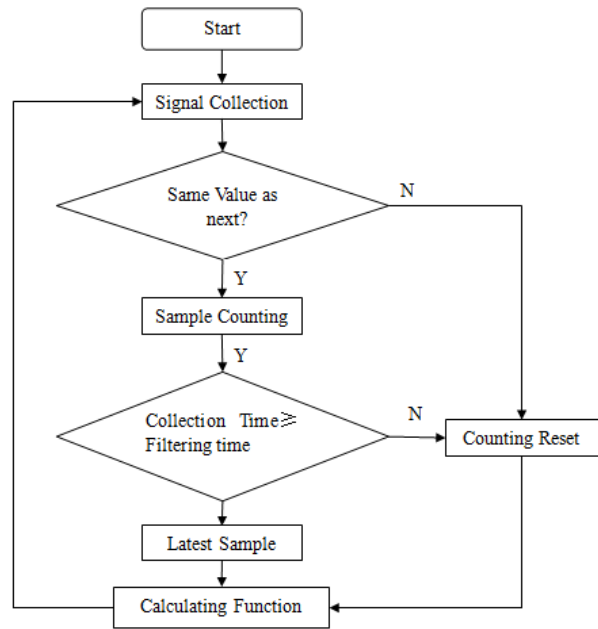 Start
Signal Collection
Same Value as
next?
N
Y
Sample Counting
Y
Collection Time≥
Filtering time
N
Counting Reset
Latest Sample
Calculating Function